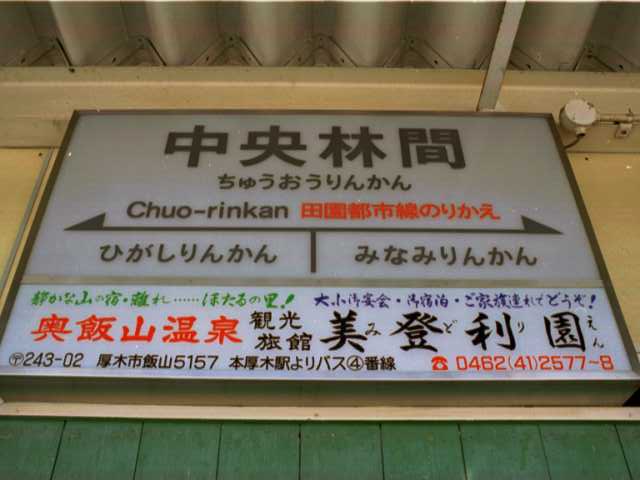 中央林間
ちゅうおうりんかん
Chuo-rinkan 田園都市線のりかえ
ひがしりんかん みなみりんかん
静かな山の宿・離れ……ほたるの里! 大小御宴会・御宿泊・ご家族連れでどうぞ!
奥飯山温泉 観光旅館 美登利園
みどりえん
〒243-02 厚木市飯山5157 本厚木駅よりバス④番線 ☎0462(41)2577~8